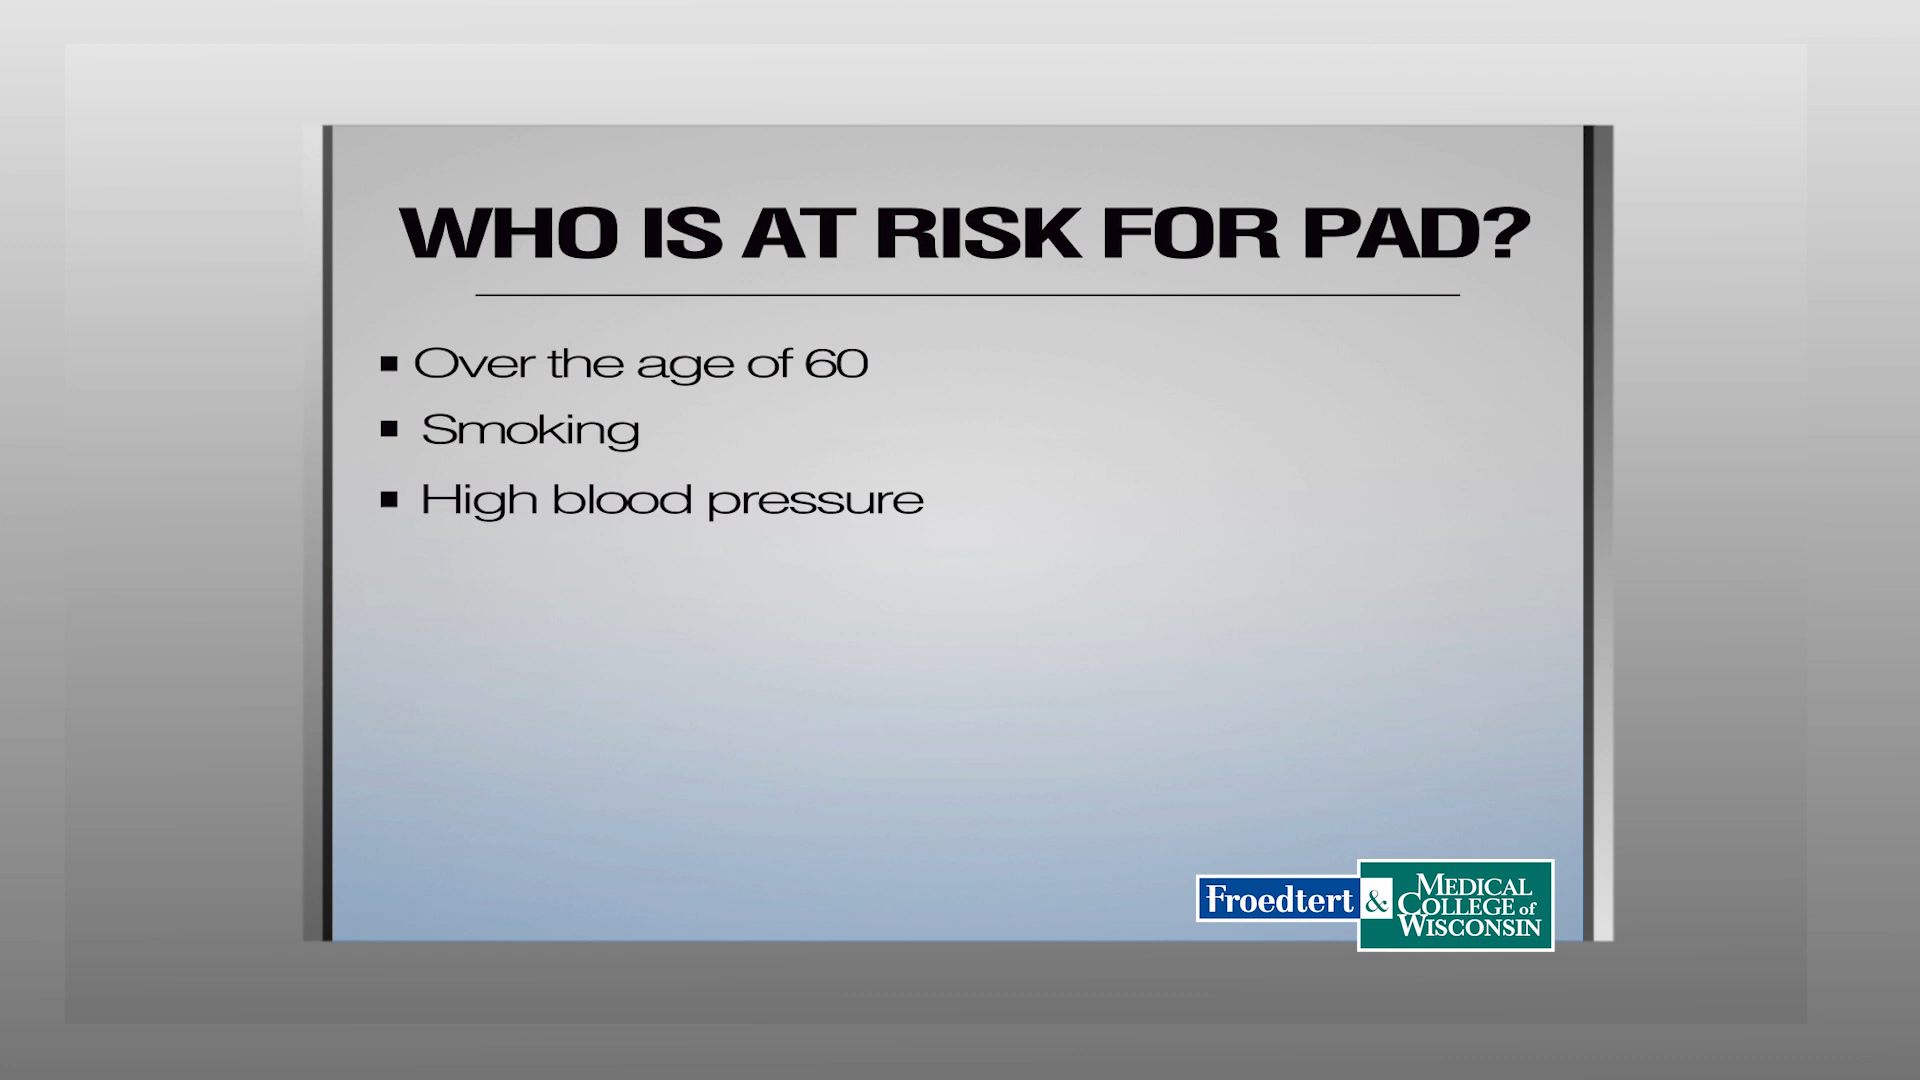 WHO IS AT RISK FOR PAD?
▪ Over the age of 60
▪ Smoking
▪ High blood pressure
Froedtert & MEDICAL
COLLEGE of
WISCONSIN